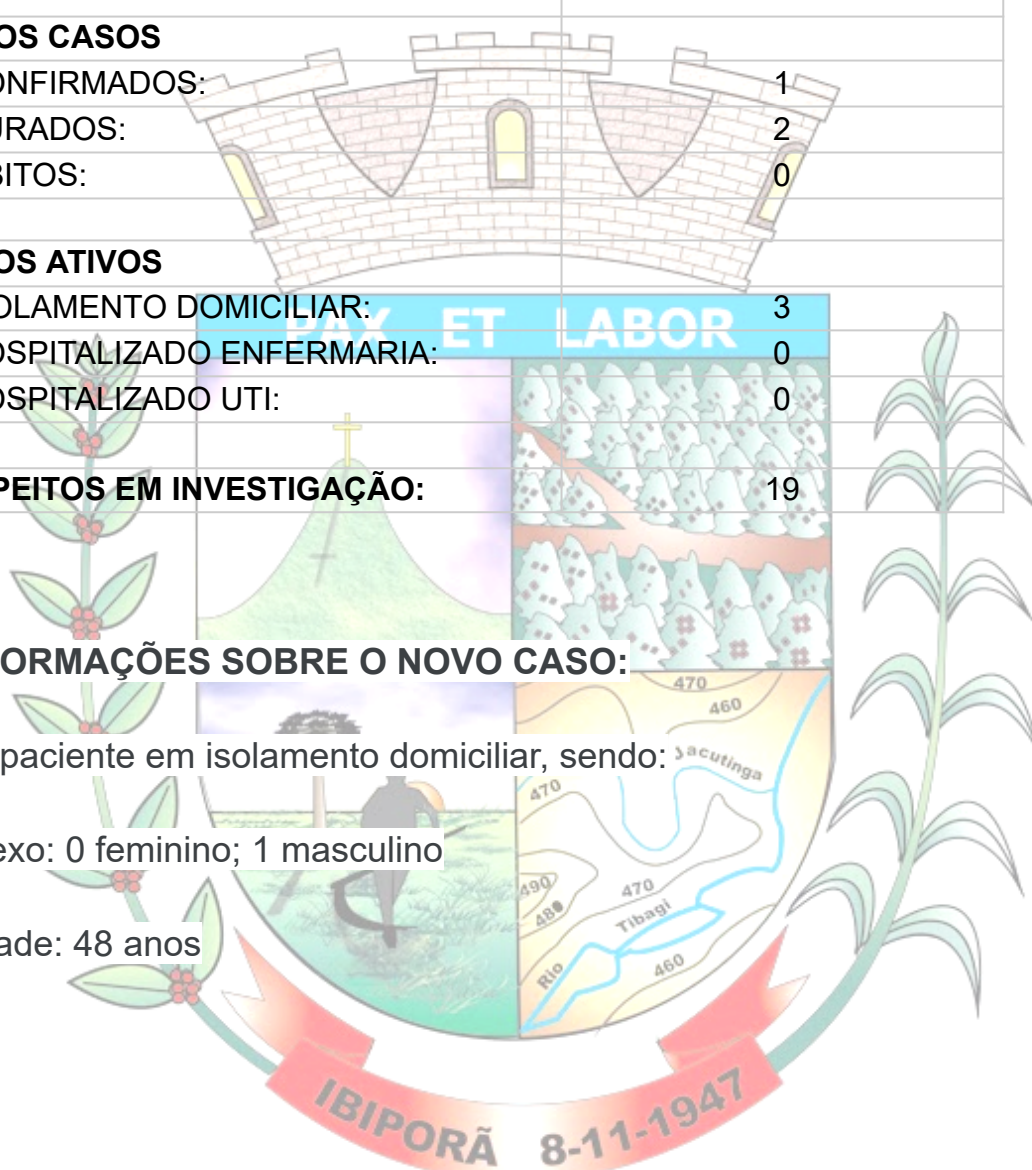 OS CASOS
ONFIRMADOS: 1
URADOS: 2
BITOS: 0
OS ATIVOS
OLAMENTO DOMICILIAR: 3
OSPITALIZADO ENFERMARIA: 0
OSPITALIZADO UTI: 0
PEITOS EM INVESTIGAÇÃO: 19
PAX ET LABOR
ORMAÇÕES SOBRE O NOVO CASO:
paciente em isolamento domiciliar, sendo:
exo: 0 feminino; 1 masculino
ade: 48 anos
470
460
Jacutinga
470
490
480
470
Rio Tibagi
460
IBIPORÃ 8-11-1947